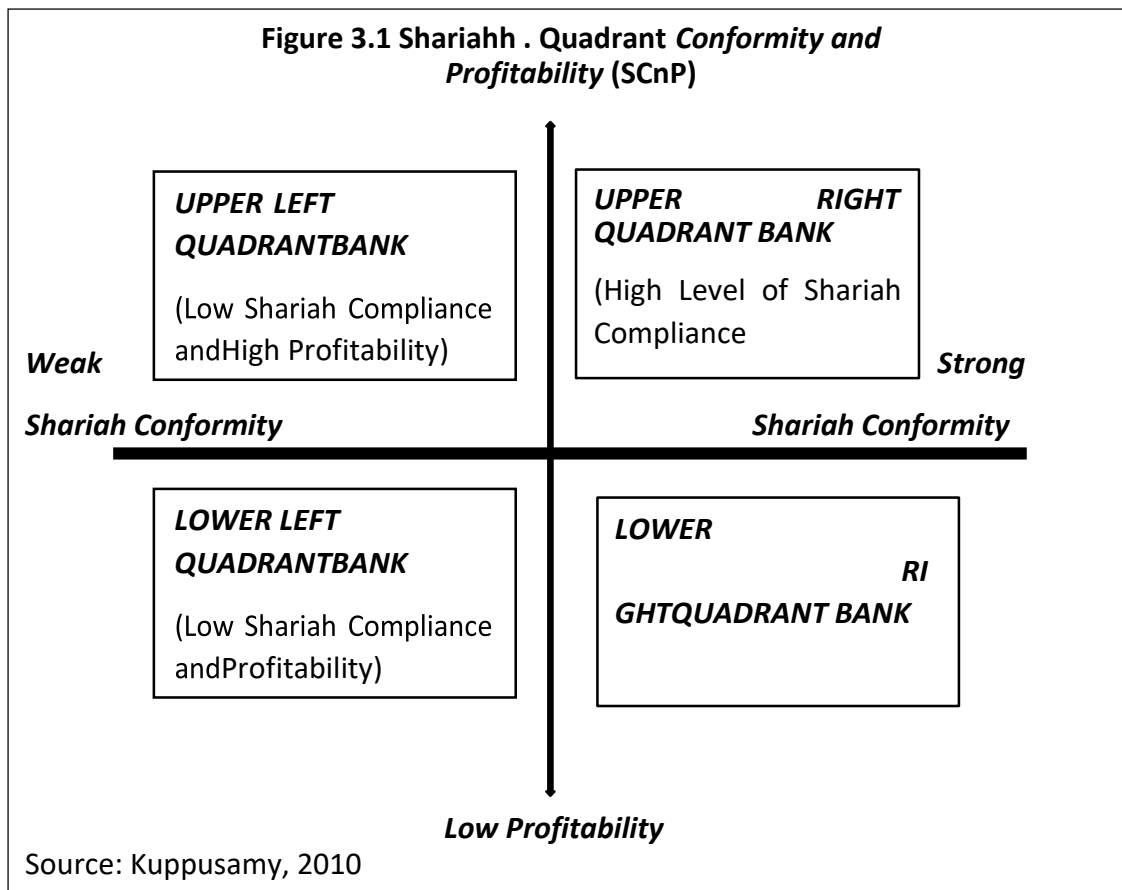 Figure 3.1 Shariahh . Quadrant Conformity and
Profitability (SCnP)
UPPER LEFT
QUADRANTBANK
(Low Shariah Compliance
andHigh Profitability)
UPPER RIGHT
QUADRANT BANK
(High Level of Shariah
Compliance
Weak
Strong
Shariah Conformity
Shariah Conformity
LOWER LEFT
QUADRANTBANK
(Low Shariah Compliance
andProfitability)
LOWER
RI
GHTQUADRANT BANK
Low Profitability
Source: Kuppusamy, 2010